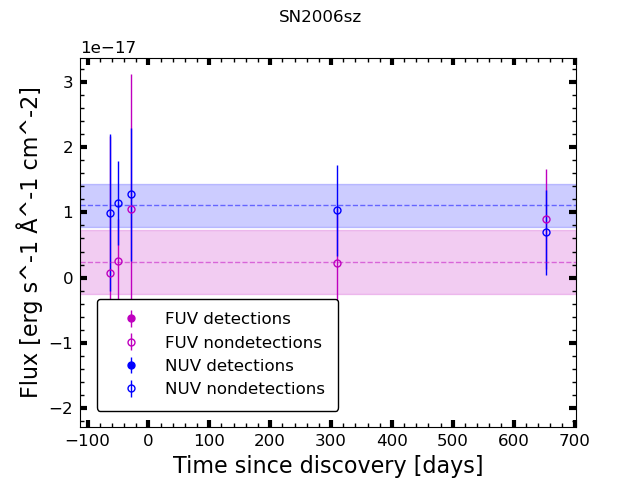 SN2006sz
1e−17
3
2
1
0
−1
−2
Flux [erg s^-1 Å^-1 cm^-2]
FUV detections
FUV nondetections
NUV detections
NUV nondetections
−100 0 100 200 300 400 500 600 700
Time since discovery [days]